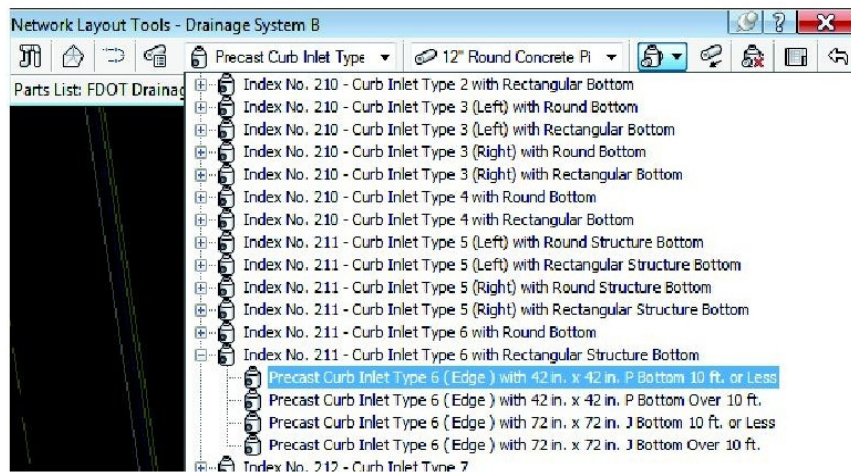 Network Layout Tools - Drainage System B
Precast Curb Inlet Type 12" Round Concrete Pi
Parts List: FDOT Drainag
Index No. 210 - Curb Inlet Type 2 with Rectangular Bottom
Index No. 210 - Curb Inlet Type 3 (Left) with Round Bottom
Index No. 210 - Curb Inlet Type 3 (Left) with Rectangular Bottom
Index No. 210 - Curb Inlet Type 3 (Right) with Round Bottom
Index No. 210 - Curb Inlet Type 3 (Right) with Rectangular Bottom
Index No. 210 - Curb Inlet Type 4 with Round Bottom
Index No. 210 - Curb Inlet Type 4 with Rectangular Bottom
Index No. 211 - Curb Inlet Type 5 (Left) with Round Structure Bottom
Index No. 211 - Curb Inlet Type 5 (Left) with Rectangular Structure Bottom
Index No. 211 - Curb Inlet Type 5 (Right) with Round Structure Bottom
Index No. 211 - Curb Inlet Type 5 (Right) with Rectangular Structure Bottom
Index No. 211 - Curb Inlet Type 6 with Round Bottom
Index No. 211 - Curb Inlet Type 6 with Rectangular Structure Bottom
Precast Curb Inlet Type 6 ( Edge ) with 42 in. x 42 in. P Bottom 10 ft. or Less
Precast Curb Inlet Type 6 ( Edge ) with 42 in. x 42 in. P Bottom Over 10 ft.
Precast Curb Inlet Type 6 ( Edge ) with 72 in. x 72 in. J Bottom 10 ft. or Less
Precast Curb Inlet Type 6 ( Edge ) with 72 in. x 72 in. J Bottom Over 10 ft.
Index No. 212 - Curb Inlet Type 7